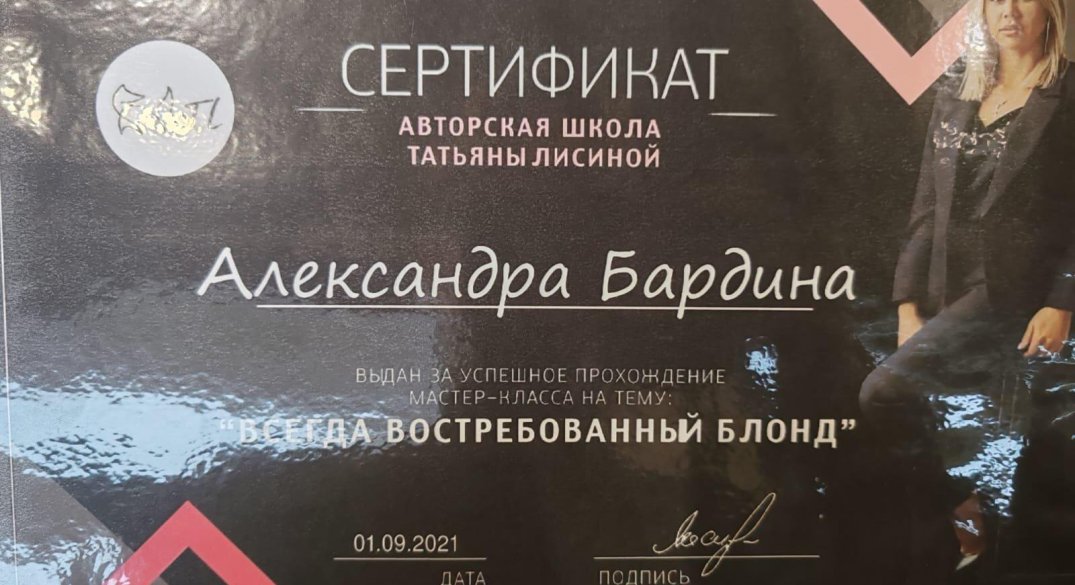 СЕРТИФИКАТ
АВТОРСКАЯ ШКОЛА
ТАТЬЯНЫ ЛИСИНОЙ
Александра Бардина
ВЫДАН ЗА УСПЕШНОЕ ПРОХОЖДЕНИЕ
МАСТЕР-КЛАССА НА ТЕМУ:
“ВСЕГДА ВОСТРЕБОВАННЫЙ БЛОНД”
01.09.2021
ДАТА
ПОДПИСЬ